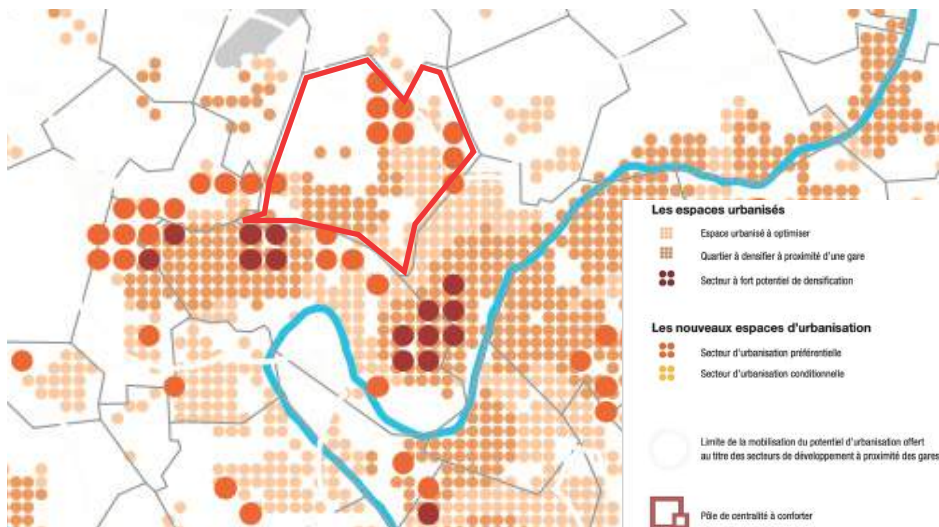 Les espaces urbanisés
Espace urbanisé à optimiser
Quartier à densifier à proximité d'une gare
Secteur à fort potentiel de densification
Les nouveaux espaces d'urbanisation
Secteur d'urbanisation préférentielle
Secteur d'urbanisation conditionnelle
Limite de la mobilisation du potentiel d'urbanisation offert
au titre des secteurs de développement à proximité des gares
Pôle de centralité à conforter